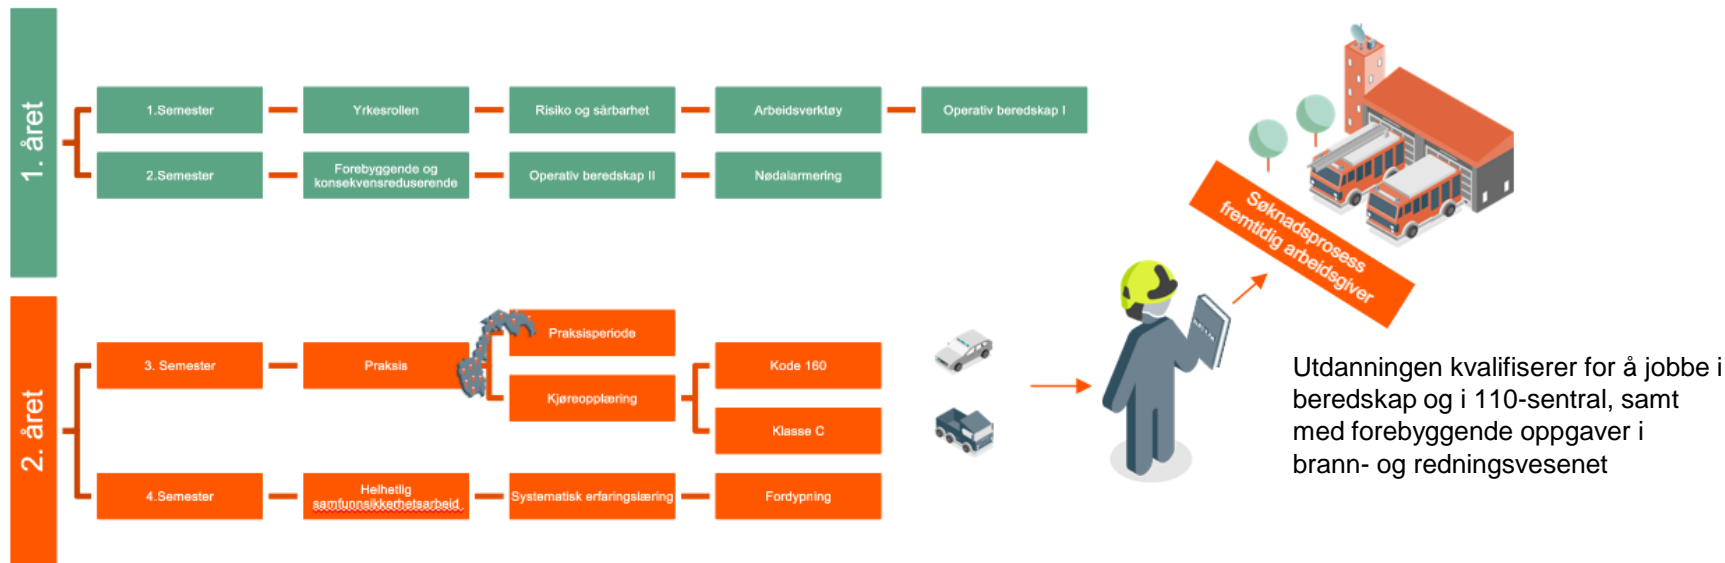 1. året
1.Semester
Yrkesrollen
Risiko og sårbarhet
Arbeidsverktøy
Operativ beredskap I
2.Semester
Forebyggende og
konsekvensreduserende
Operativ beredskap II
Nødalarmering
2. året
3. Semester
Praksis
Praksisperiode
Kjøreopplæring
Kode 160
Klasse C
4.Semester
Helhetlig
samfunnsikkerhetsarbeid
Systematisk erfaringslæring
Fordypning
Søknadsprosess
fremtidig arbeidsgiver
Utdanningen kvalifiserer for å jobbe i
beredskap og i 110-sentral, samt
med forebyggende oppgaver i
brann- og redningsvesenet